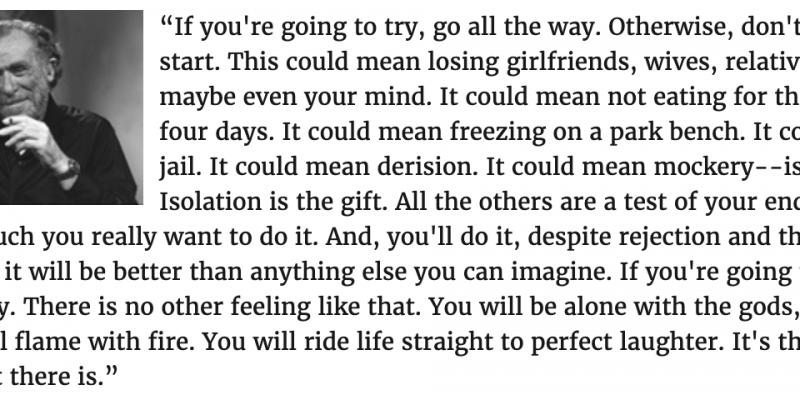 “If you're going to try, go all the way. Otherwise, don't
start. This could mean losing girlfriends, wives,
maybe even your mind. It could mean not eating for
four days. It could mean freezing on a park bench. It
jail. It could mean derision. It could mean mockery--
Isolation is the gift. All the others are a test of your
you really want to do it. And, you'll do it, despite rejection and
it will be better than anything else you can imagine. If you're going
There is no other feeling like that. You will be alone with the gods,
flame with fire. You will ride life straight to perfect laughter. It's
there is.”